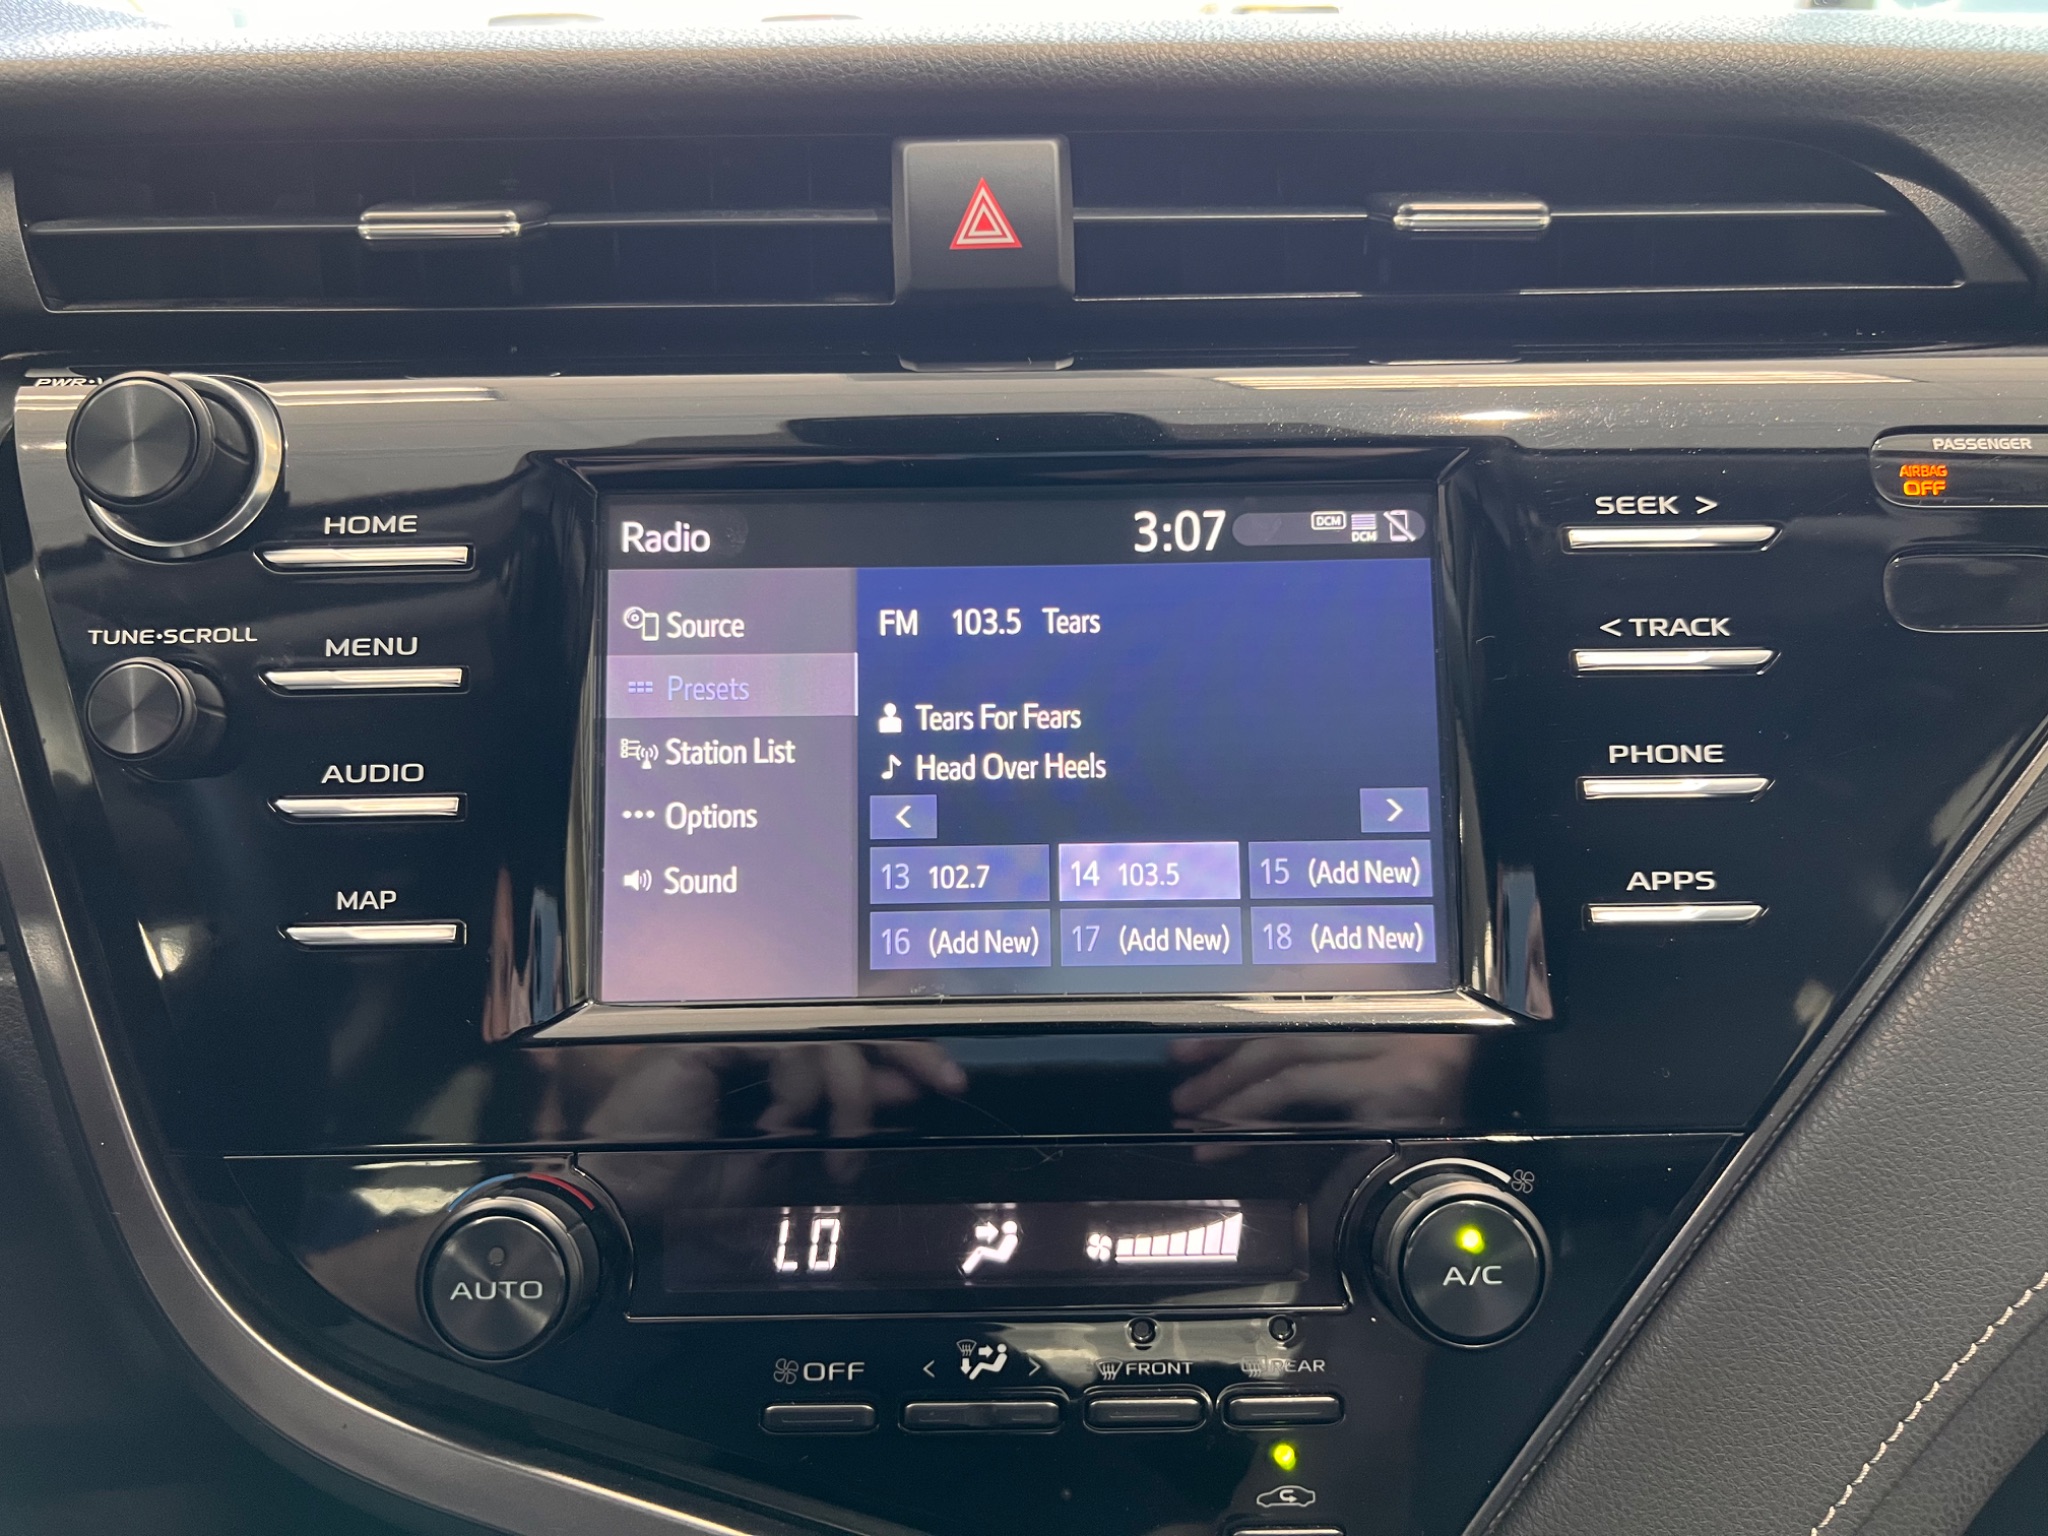 PWR•V
HOME
TUNE•SCROLL
MENU
AUDIO
MAP
Radio
3:07
DCM
DCM
Source
Presets
Station List
Options
Sound
FM 103.5 Tears
Tears For Fears
Head Over Heels
< >
13 102.7
14 103.5
15 (Add New)
16 (Add New)
17 (Add New)
18 (Add New)
SEEK >
< TRACK
PHONE
APPS
PASSENGER
AIRBAG
OFF
AUTO
LO
A/C
OFF
< >
FRONT
REAR